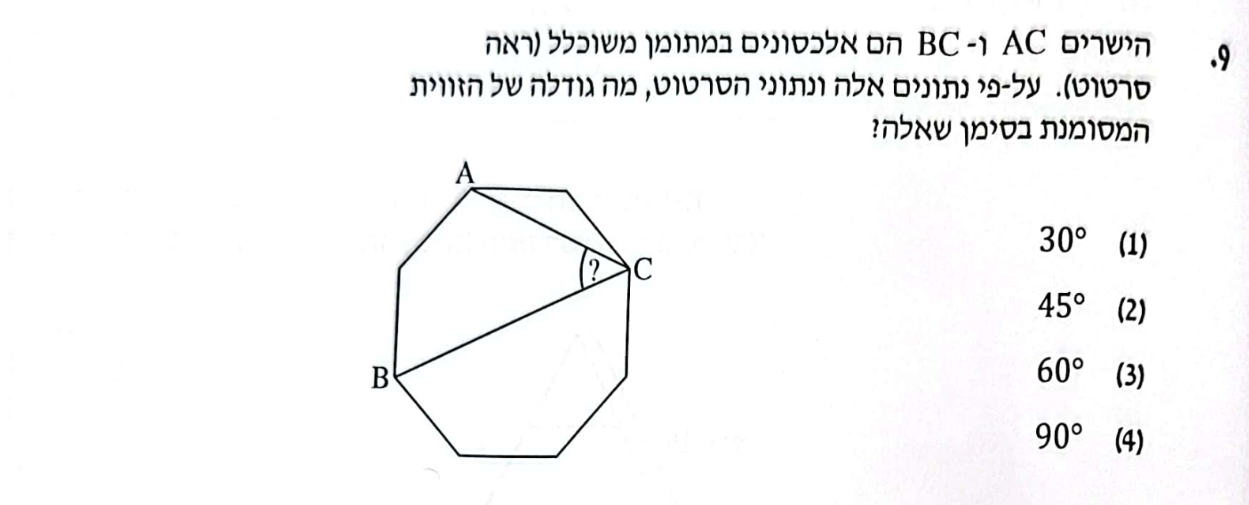 9. הישרים AC ו- BC הם אלכסונים במתומן משוכלל (ראה
סרטוט). על-פי נתונים אלה ונתוני הסרטוט, מה גודלה של הזווית
המסומנת בסימן שאלה?
A
? C
B
(1) 30°
(2) 45°
(3) 60°
(4) 90°